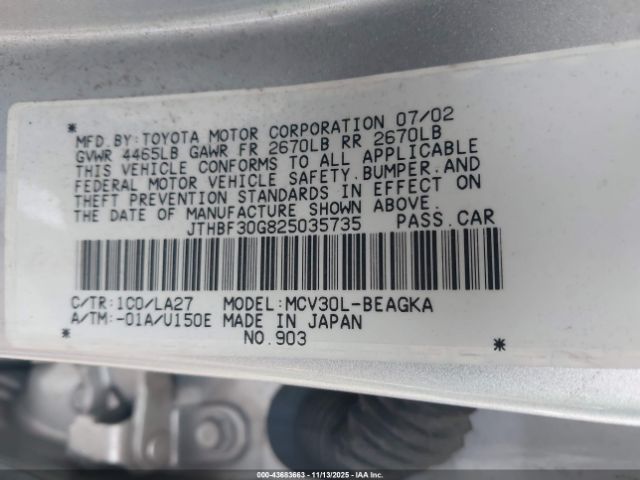 * MFD.BY:TOYOTA MOTOR CORPORATION 07/02
GVWR 4465LB GAWR FR 2670LB RR 2670LB
THIS VEHICLE CONFORMS TO ALL APPLICABLE
FEDERAL MOTOR VEHICLE SAFETY,BUMPER,AND
THEFT PREVENTION STANDARDS IN EFFECT ON
THE DATE OF MANUFACTURE SHOWN ABOVE.
JTHBF30G825035735 PASS.CAR
C/TR:1C0/LA27 MODEL:MCV30L-BEAGKA
A/TM:-01A/U150E MADE IN JAPAN
* NO.903 *
00-43683663 - 11/13/2025 - IAA, Inc.